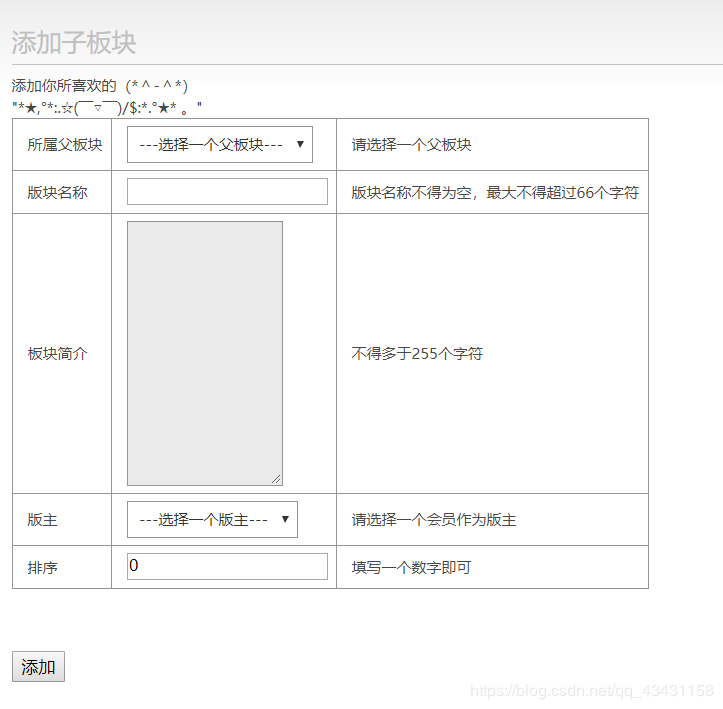 添加子板块
添加你所喜欢的（*＾-＾*）
"*★,°*:.☆(￣▽￣)/$:*.°★* 。"
所属父板块 ---选择一个父板块--- 请选择一个父板块
版块名称 版块名称不得为空，最大不得超过66个字符
板块简介 不得多于255个字符
版主 ---选择一个版主--- 请选择一个会员作为版主
排序 0 填写一个数字即可
添加
https://blog.csdn.net/qq_43431158